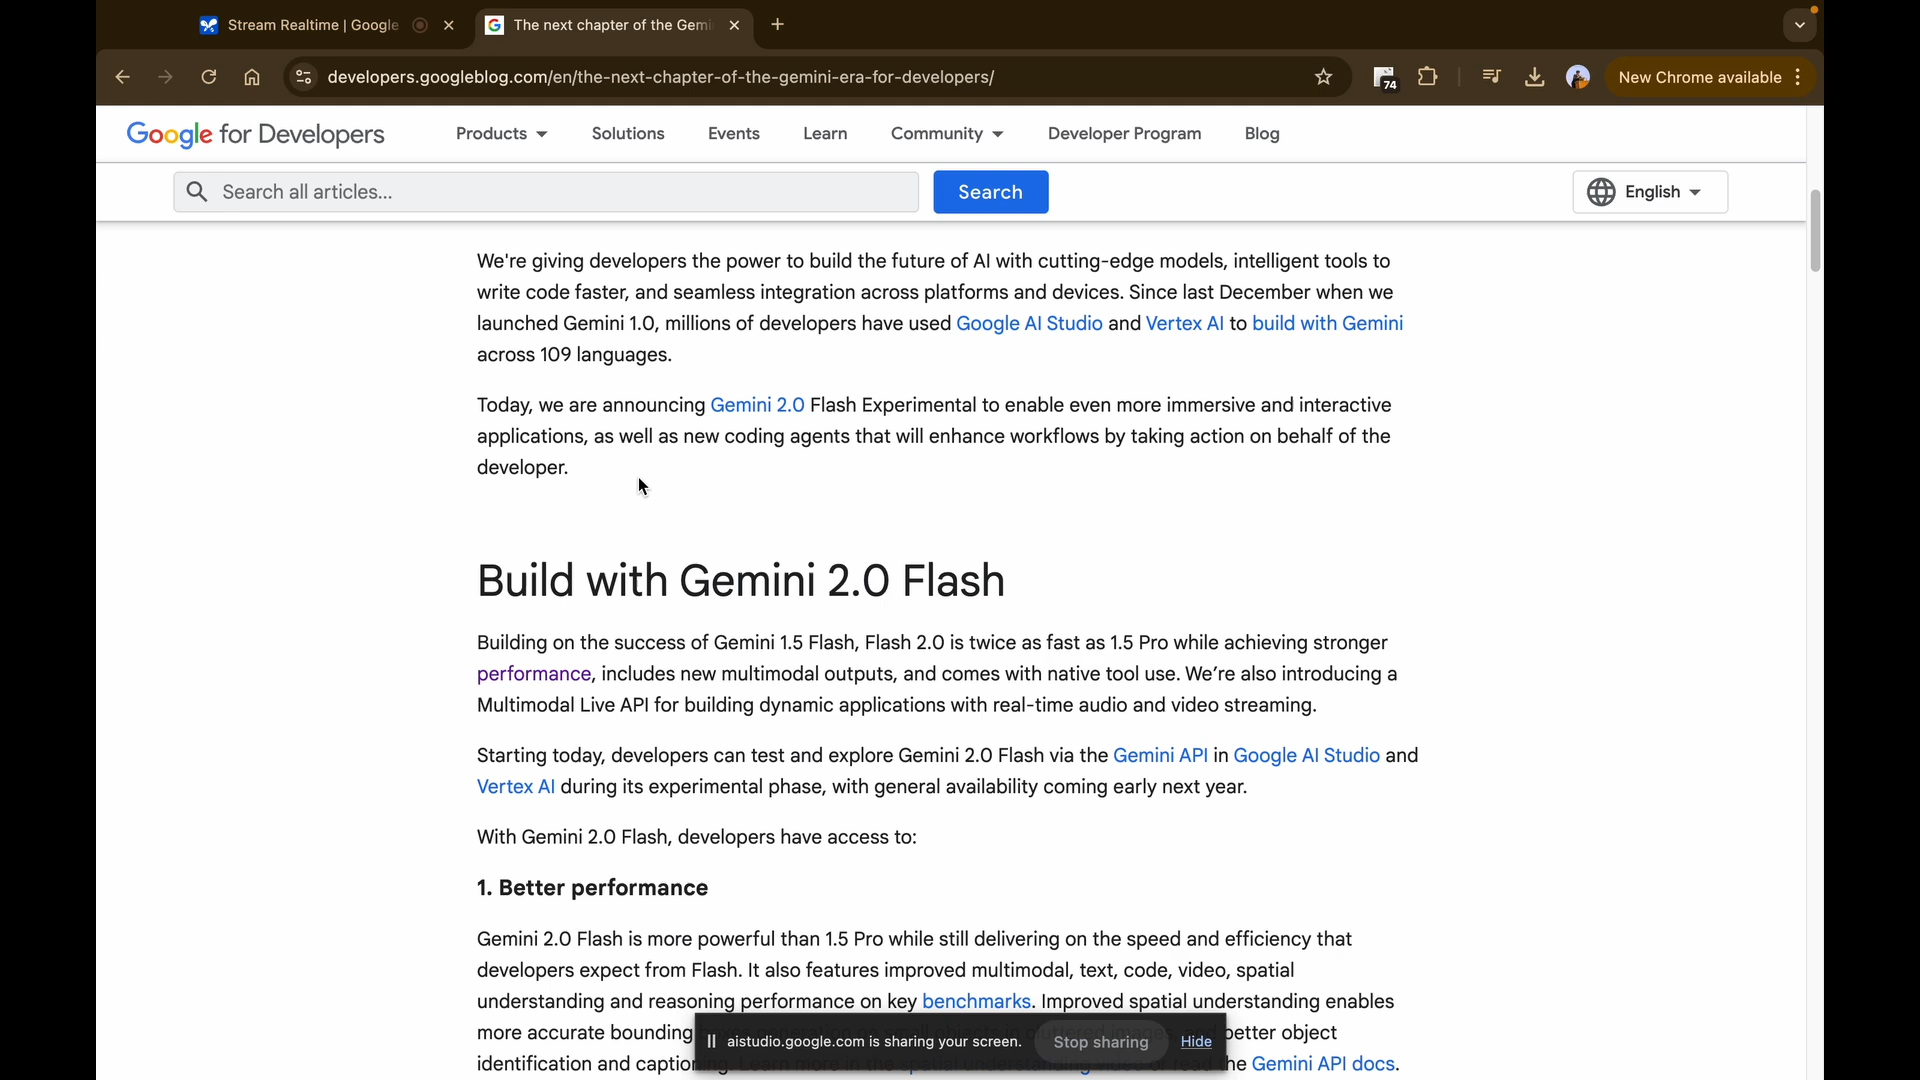 Stream Realtime | Google
The next chapter of the Gemi
developers.googleblog.com/en/the-next-chapter-of-the-gemini-era-for-developers/
74
New Chrome available
Google for Developers
Products
Solutions
Events
Learn
Community
Developer Program
Blog
Search all articles...
Search
English
We're giving developers the power to build the future of AI with cutting-edge models, intelligent tools to
write code faster, and seamless integration across platforms and devices. Since last December when we
launched Gemini 1.0, millions of developers have used Google AI Studio and Vertex AI to build with Gemini
across 109 languages.
Today, we are announcing Gemini 2.0 Flash Experimental to enable even more immersive and interactive
applications, as well as new coding agents that will enhance workflows by taking action on behalf of the
developer.
Build with Gemini 2.0 Flash
Building on the success of Gemini 1.5 Flash, Flash 2.0 is twice as fast as 1.5 Pro while achieving stronger
performance, includes new multimodal outputs, and comes with native tool use. We’re also introducing a
Multimodal Live API for building dynamic applications with real-time audio and video streaming.
Starting today, developers can test and explore Gemini 2.0 Flash via the Gemini API in Google AI Studio and
Vertex AI during its experimental phase, with general availability coming early next year.
With Gemini 2.0 Flash, developers have access to:
1. Better performance
Gemini 2.0 Flash is more powerful than 1.5 Pro while still delivering on the speed and efficiency that
developers expect from Flash. It also features improved multimodal, text, code, video, spatial
understanding and reasoning performance on key benchmarks. Improved spatial understanding enables
more accurate bounding better object
identification and captioning the Gemini API docs.
aistudio.google.com is sharing your screen.
Stop sharing
Hide